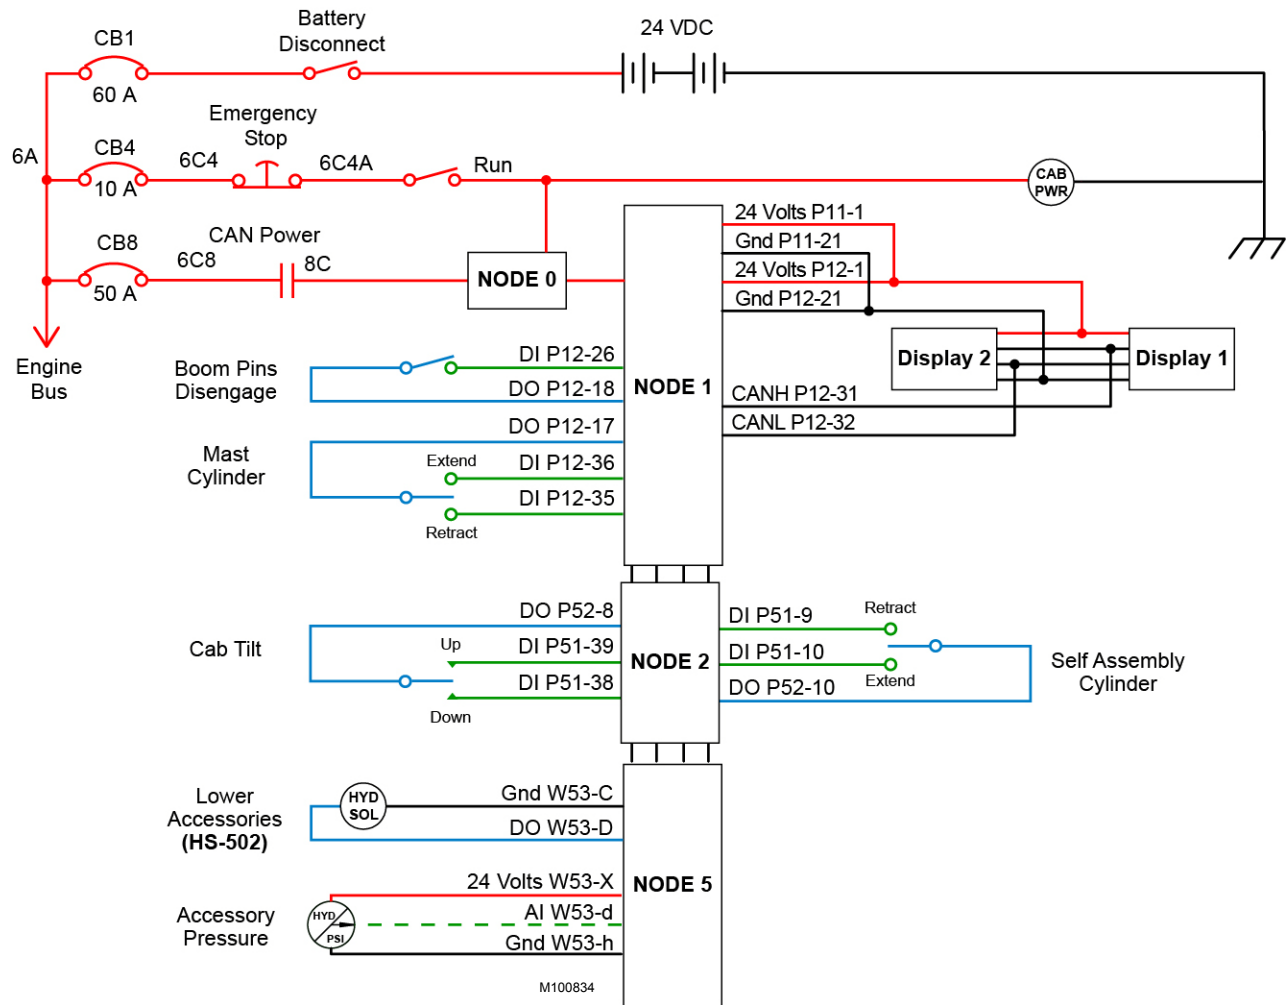 Battery
Disconnect
24 VDC
CB1
60 A
Emergency
Stop
6A
CB4
10 A
6C4
6C4A
Run
CAB
PWR
CB8
50 A
CAN Power
6C8
8C
NODE 0
24 Volts P11-1
Gnd P11-21
24 Volts P12-1
Gnd P12-21
Engine
Bus
Boom Pins
Disengage
DI P12-26
DO P12-18
NODE 1
Display 2
Display 1
CANH P12-31
CANL P12-32
Mast
Cylinder
DO P12-17
Extend
DI P12-36
DI P12-35
Retract
Cab Tilt
DO P52-8
Up
DI P51-39
DI P51-38
Down
NODE 2
DI P51-9
Retract
DI P51-10
Extend
DO P52-10
Self Assembly
Cylinder
Lower
Accessories
(HS-502)
HYD
SOL
Gnd W53-C
DO W53-D
NODE 5
Accessory
Pressure
HYD
PSI
24 Volts W53-X
AI W53-d
Gnd W53-h
M100834